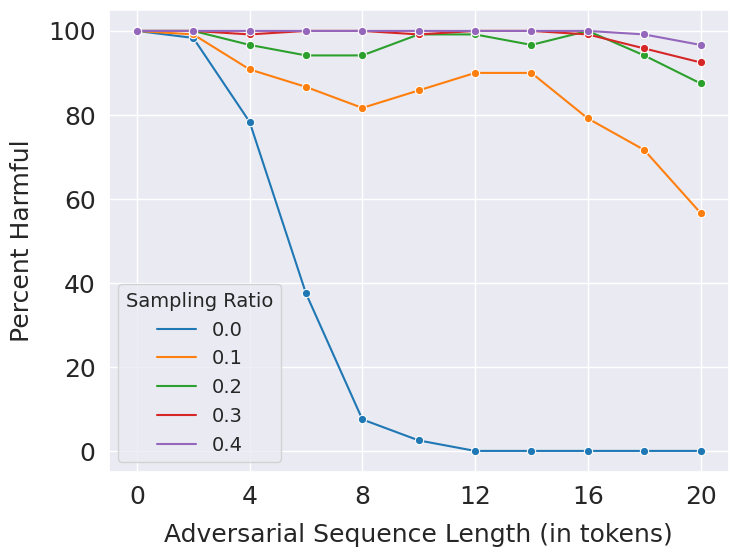 100
80
60
40
20
0
Percent Harmful
Sampling Ratio
0.0
0.1
0.2
0.3
0.4
0 4 8 12 16 20
Adversarial Sequence Length (in tokens)